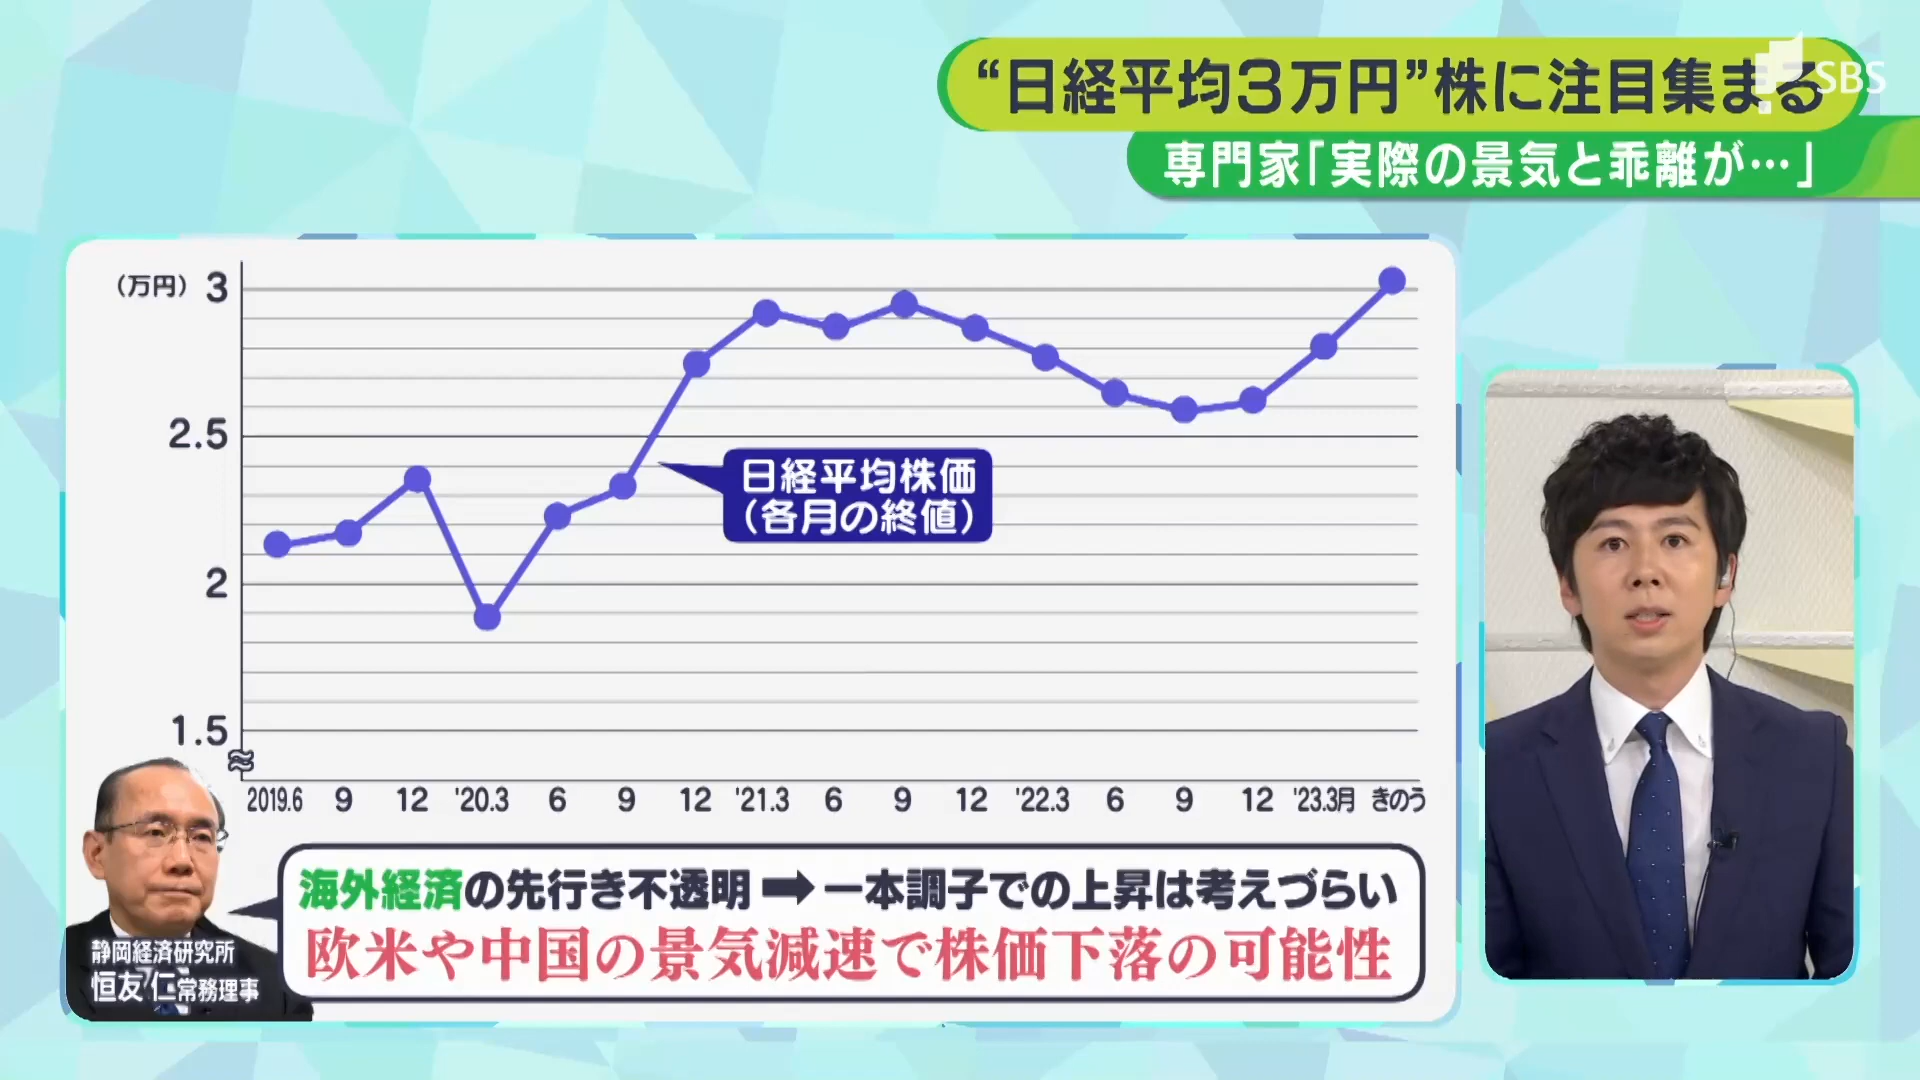 “日経平均3万円”株に注目集まる
SBS
専門家「実際の景気と乖離が…」
（万円）
3
2.5
2
1.5
日経平均株価
（各月の終値）
2019.6 9 12 '20.3 6 9 12 '21.3 6 9 12 '22.3 6 9 12 '23.3月 きのう
海外経済の先行き不透明➡一本調子での上昇は考えづらい
欧米や中国の景気減速で株価下落の可能性
静岡経済研究所
恒友 仁常務理事